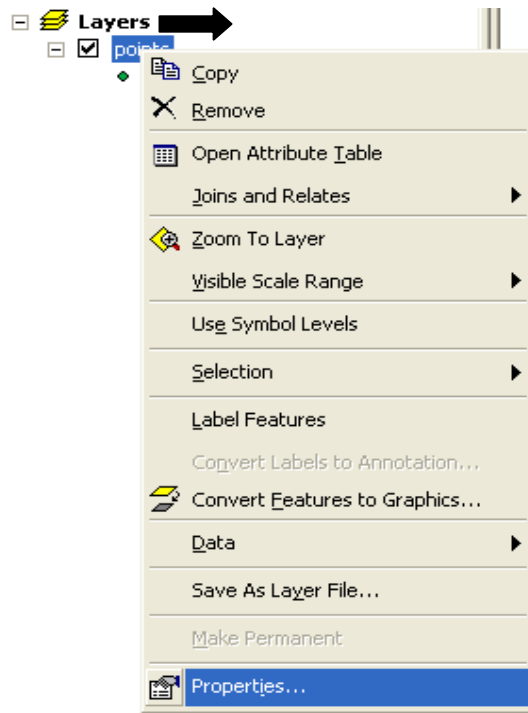 Layers
points
Copy
Remove
Open Attribute Table
Joins and Relates
Zoom To Layer
Visible Scale Range
Use Symbol Levels
Selection
Label Features
Convert Labels to Annotation...
Convert Features to Graphics...
Data
Save As Layer File...
Make Permanent
Properties...